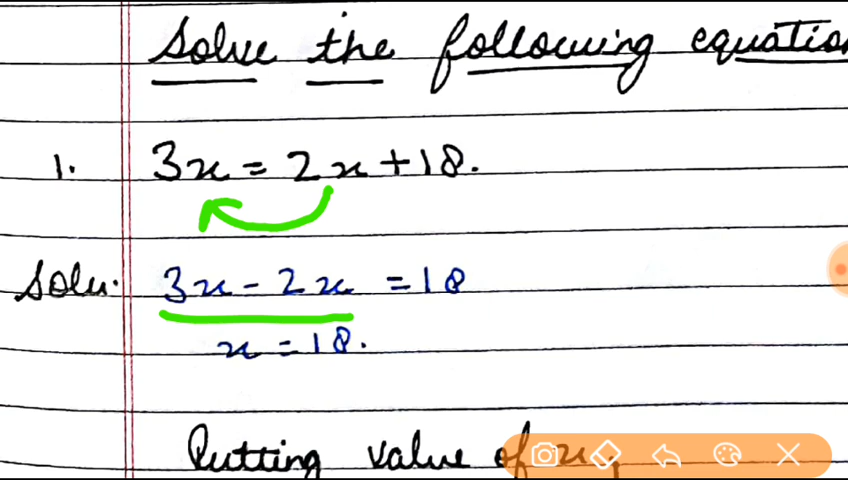 Solve the following equation
1. 3x = 2x + 18.
Solu. 3x - 2x = 18
x = 18.
Putting value of x,